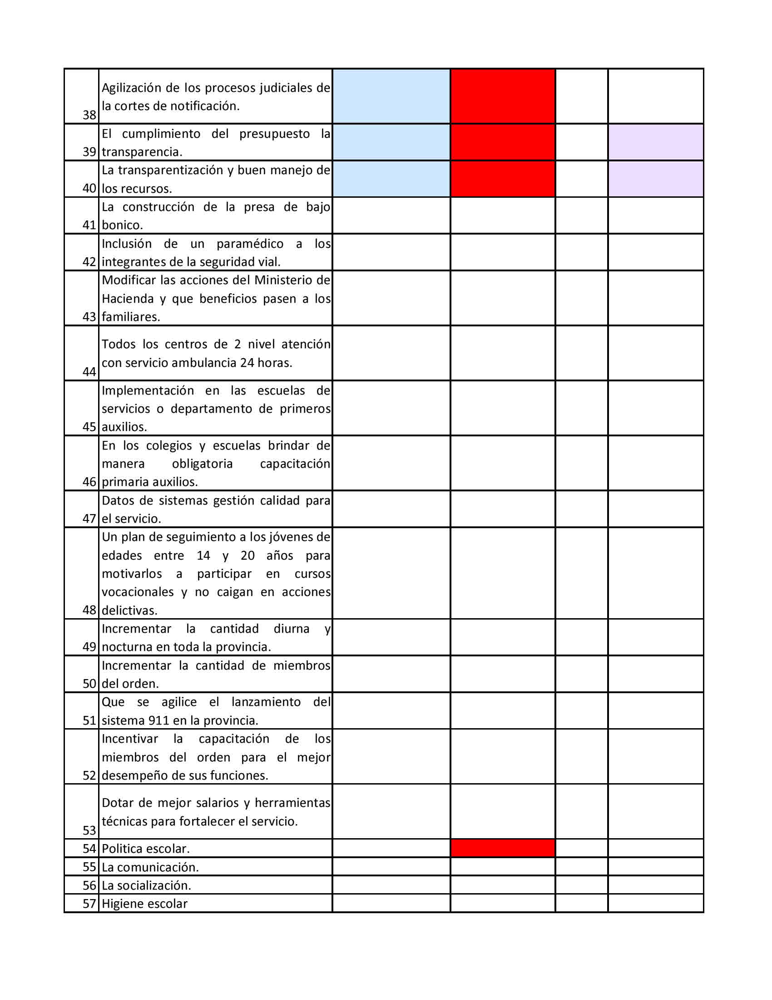 Agilización de los procesos judiciales de
la cortes de notificación.
38
El cumplimiento del presupuesto la
39 transparencia.
La transparentización y buen manejo de
40 los recursos.
La construcción de la presa de bajo
41 bonico.
Inclusión de un paramédico a los
42 integrantes de la seguridad vial.
Modificar las acciones del Ministerio de
Hacienda y que beneficios pasen a los
43 familiares.
Todos los centros de 2 nivel atención
con servicio ambulancia 24 horas.
44
Implementación en las escuelas de
servicios o departamento de primeros
45 auxilios.
En los colegios y escuelas brindar de
manera obligatoria capacitación
46 primaria auxilios.
Datos de sistemas gestión calidad para
47 el servicio.
Un plan de seguimiento a los jóvenes de
edades entre 14 y 20 años para
motivarlos a participar en cursos
vocacionales y no caigan en acciones
48 delictivas.
Incrementar la cantidad diurna y
49 nocturna en toda la provincia.
Incrementar la cantidad de miembros
50 del orden.
Que se agilice el lanzamiento del
51 sistema 911 en la provincia.
Incentivar la capacitación de los
miembros del orden para el mejor
52 desempeño de sus funciones.
Dotar de mejor salarios y herramientas
técnicas para fortalecer el servicio.
53
54 Politica escolar.
55 La comunicación.
56 La socialización.
57 Higiene escolar